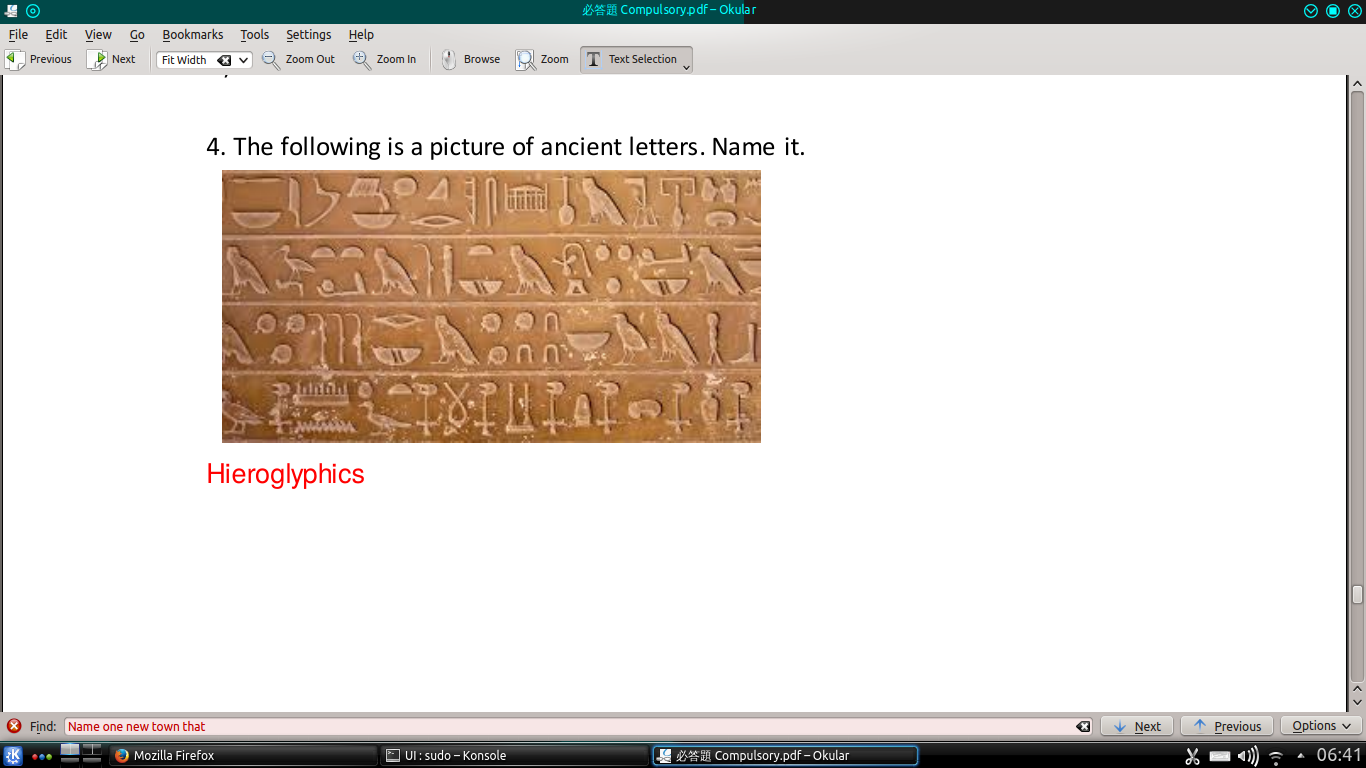 必答題 Compulsory.pdf – Okular
File Edit View Go Bookmarks Tools Settings Help
Previous Next Fit Width Zoom Out Zoom In Browse Zoom Text Selection
4. The following is a picture of ancient letters. Name it.
Hieroglyphics
Find: Name one new town that Next Previous Options
Mozilla Firefox UI : sudo – Konsole 必答題 Compulsory.pdf – Okular 06:41